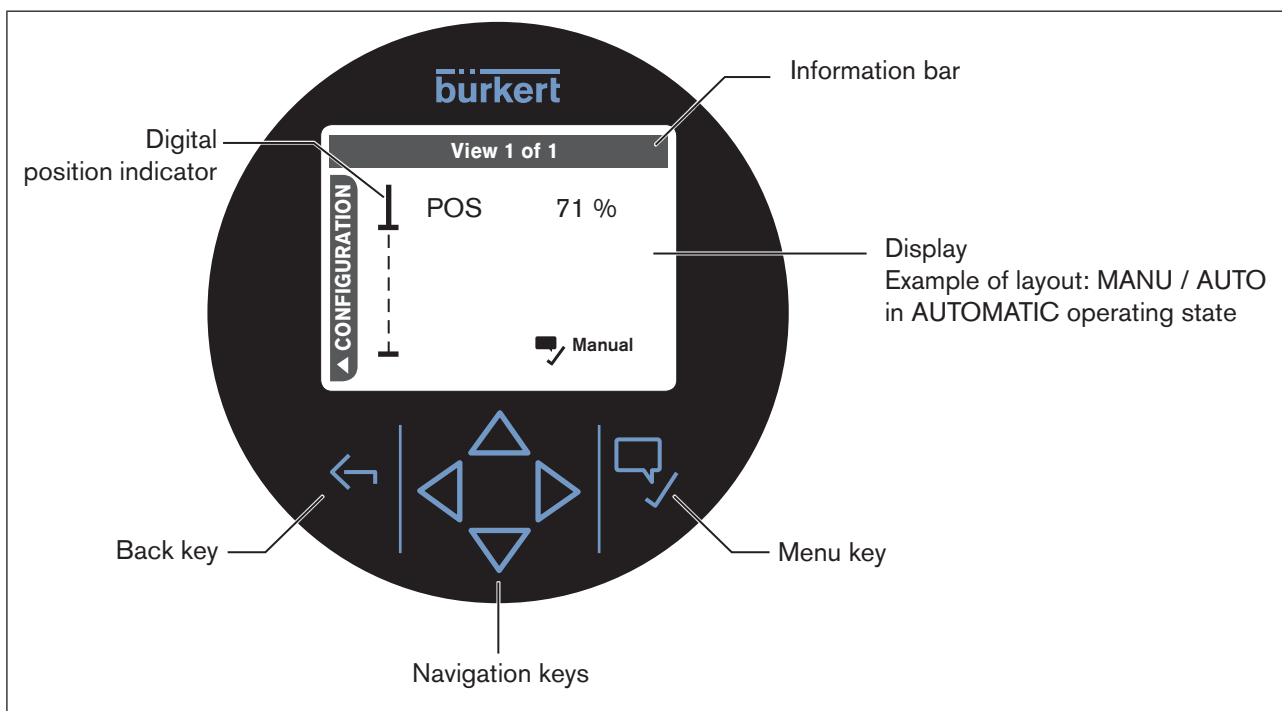 bürkert
Information bar
Digital
position indicator
View 1 of 1
CONFIGURATION
POS 71 %
Display
Example of layout: MANU / AUTO
in AUTOMATIC operating state
Manual
Back key
Menu key
Navigation keys